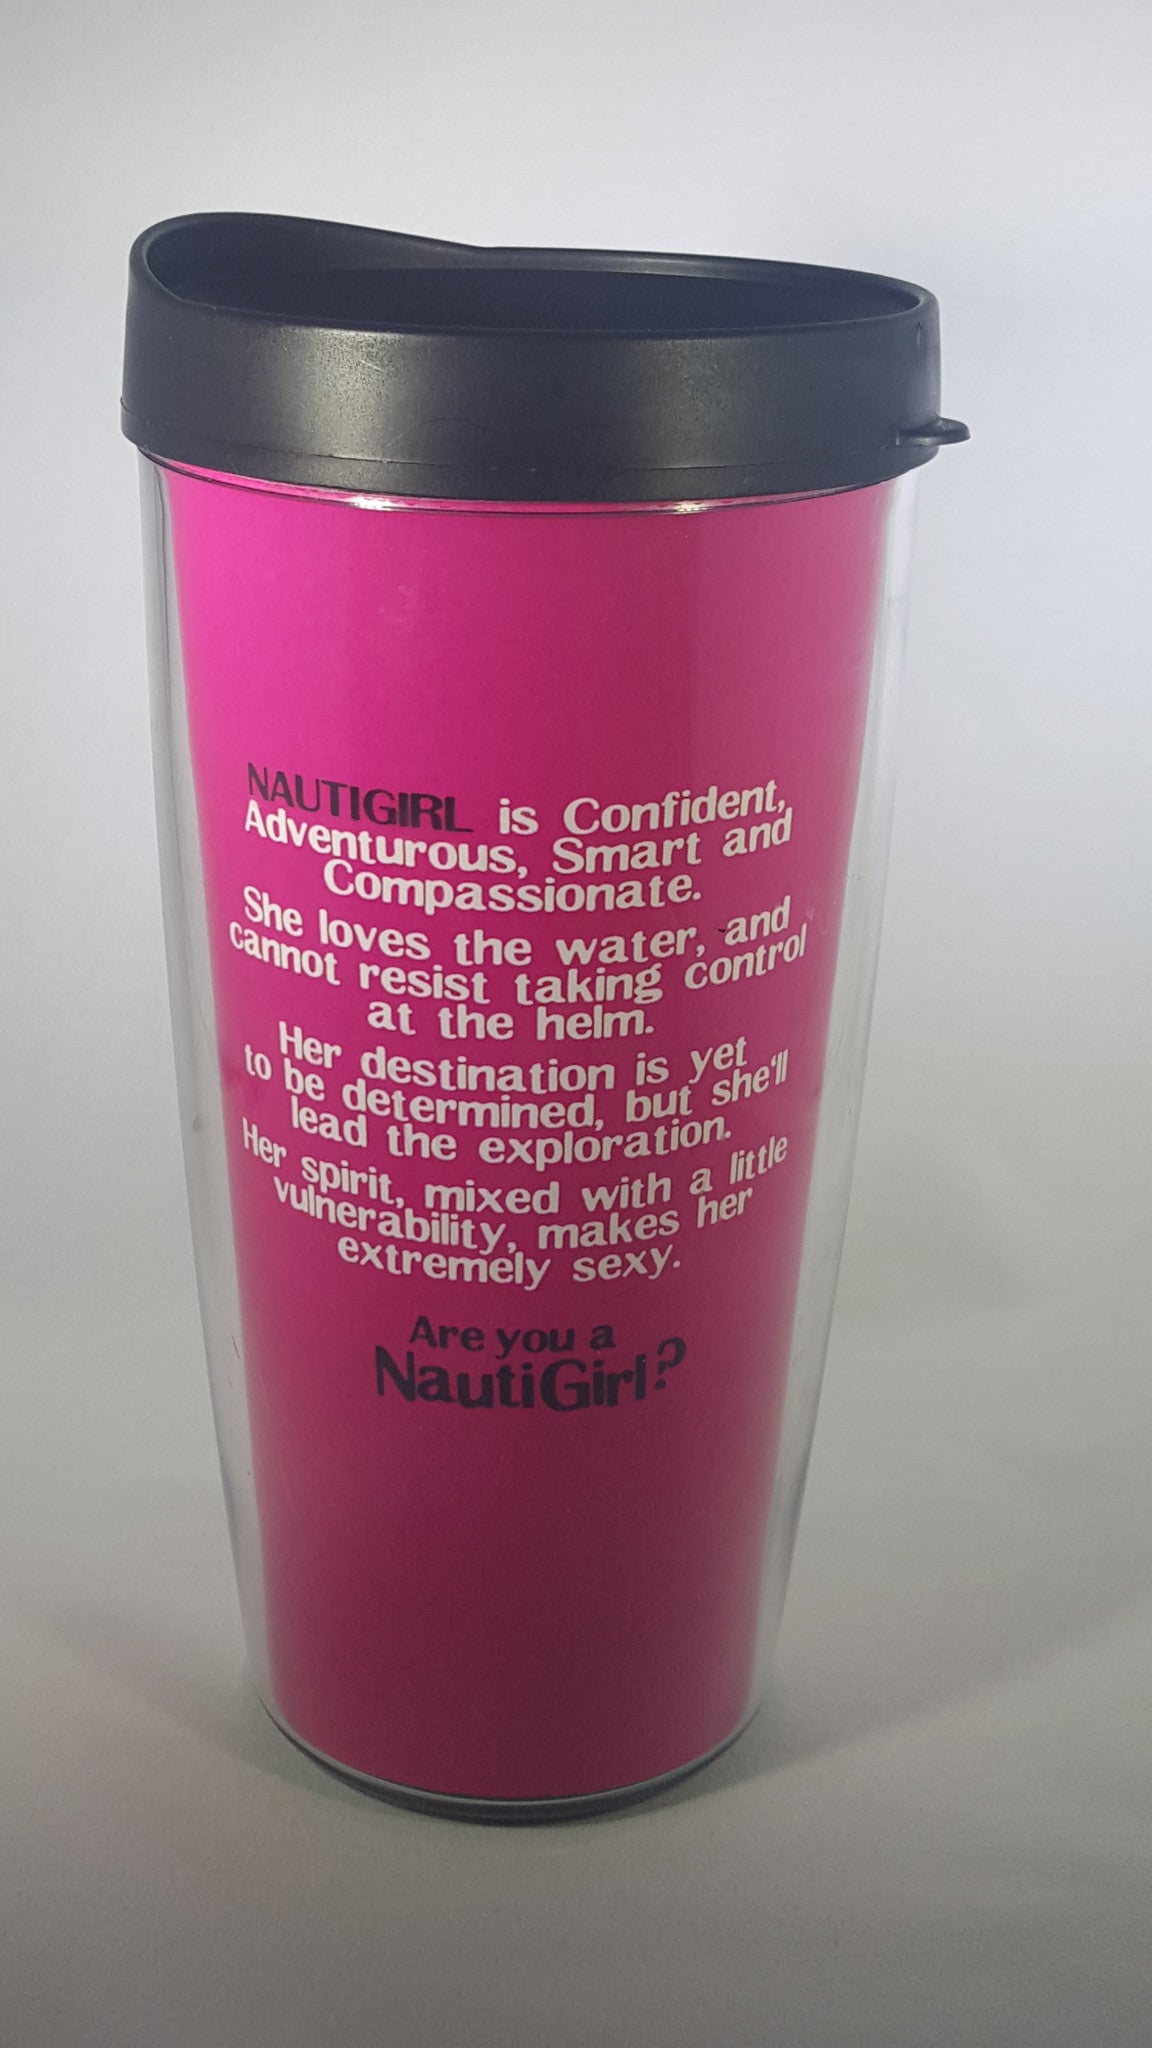 NAUTIGIRL is Confident,
Adventurous, Smart and
Compassionate.
She loves the water, and
cannot resist taking control
at the helm.
Her destination is yet
to be determined, but she'll
lead the exploration.
Her spirit, mixed with a little
vulnerability, makes her
extremely sexy.
Are you a
NautiGirl?